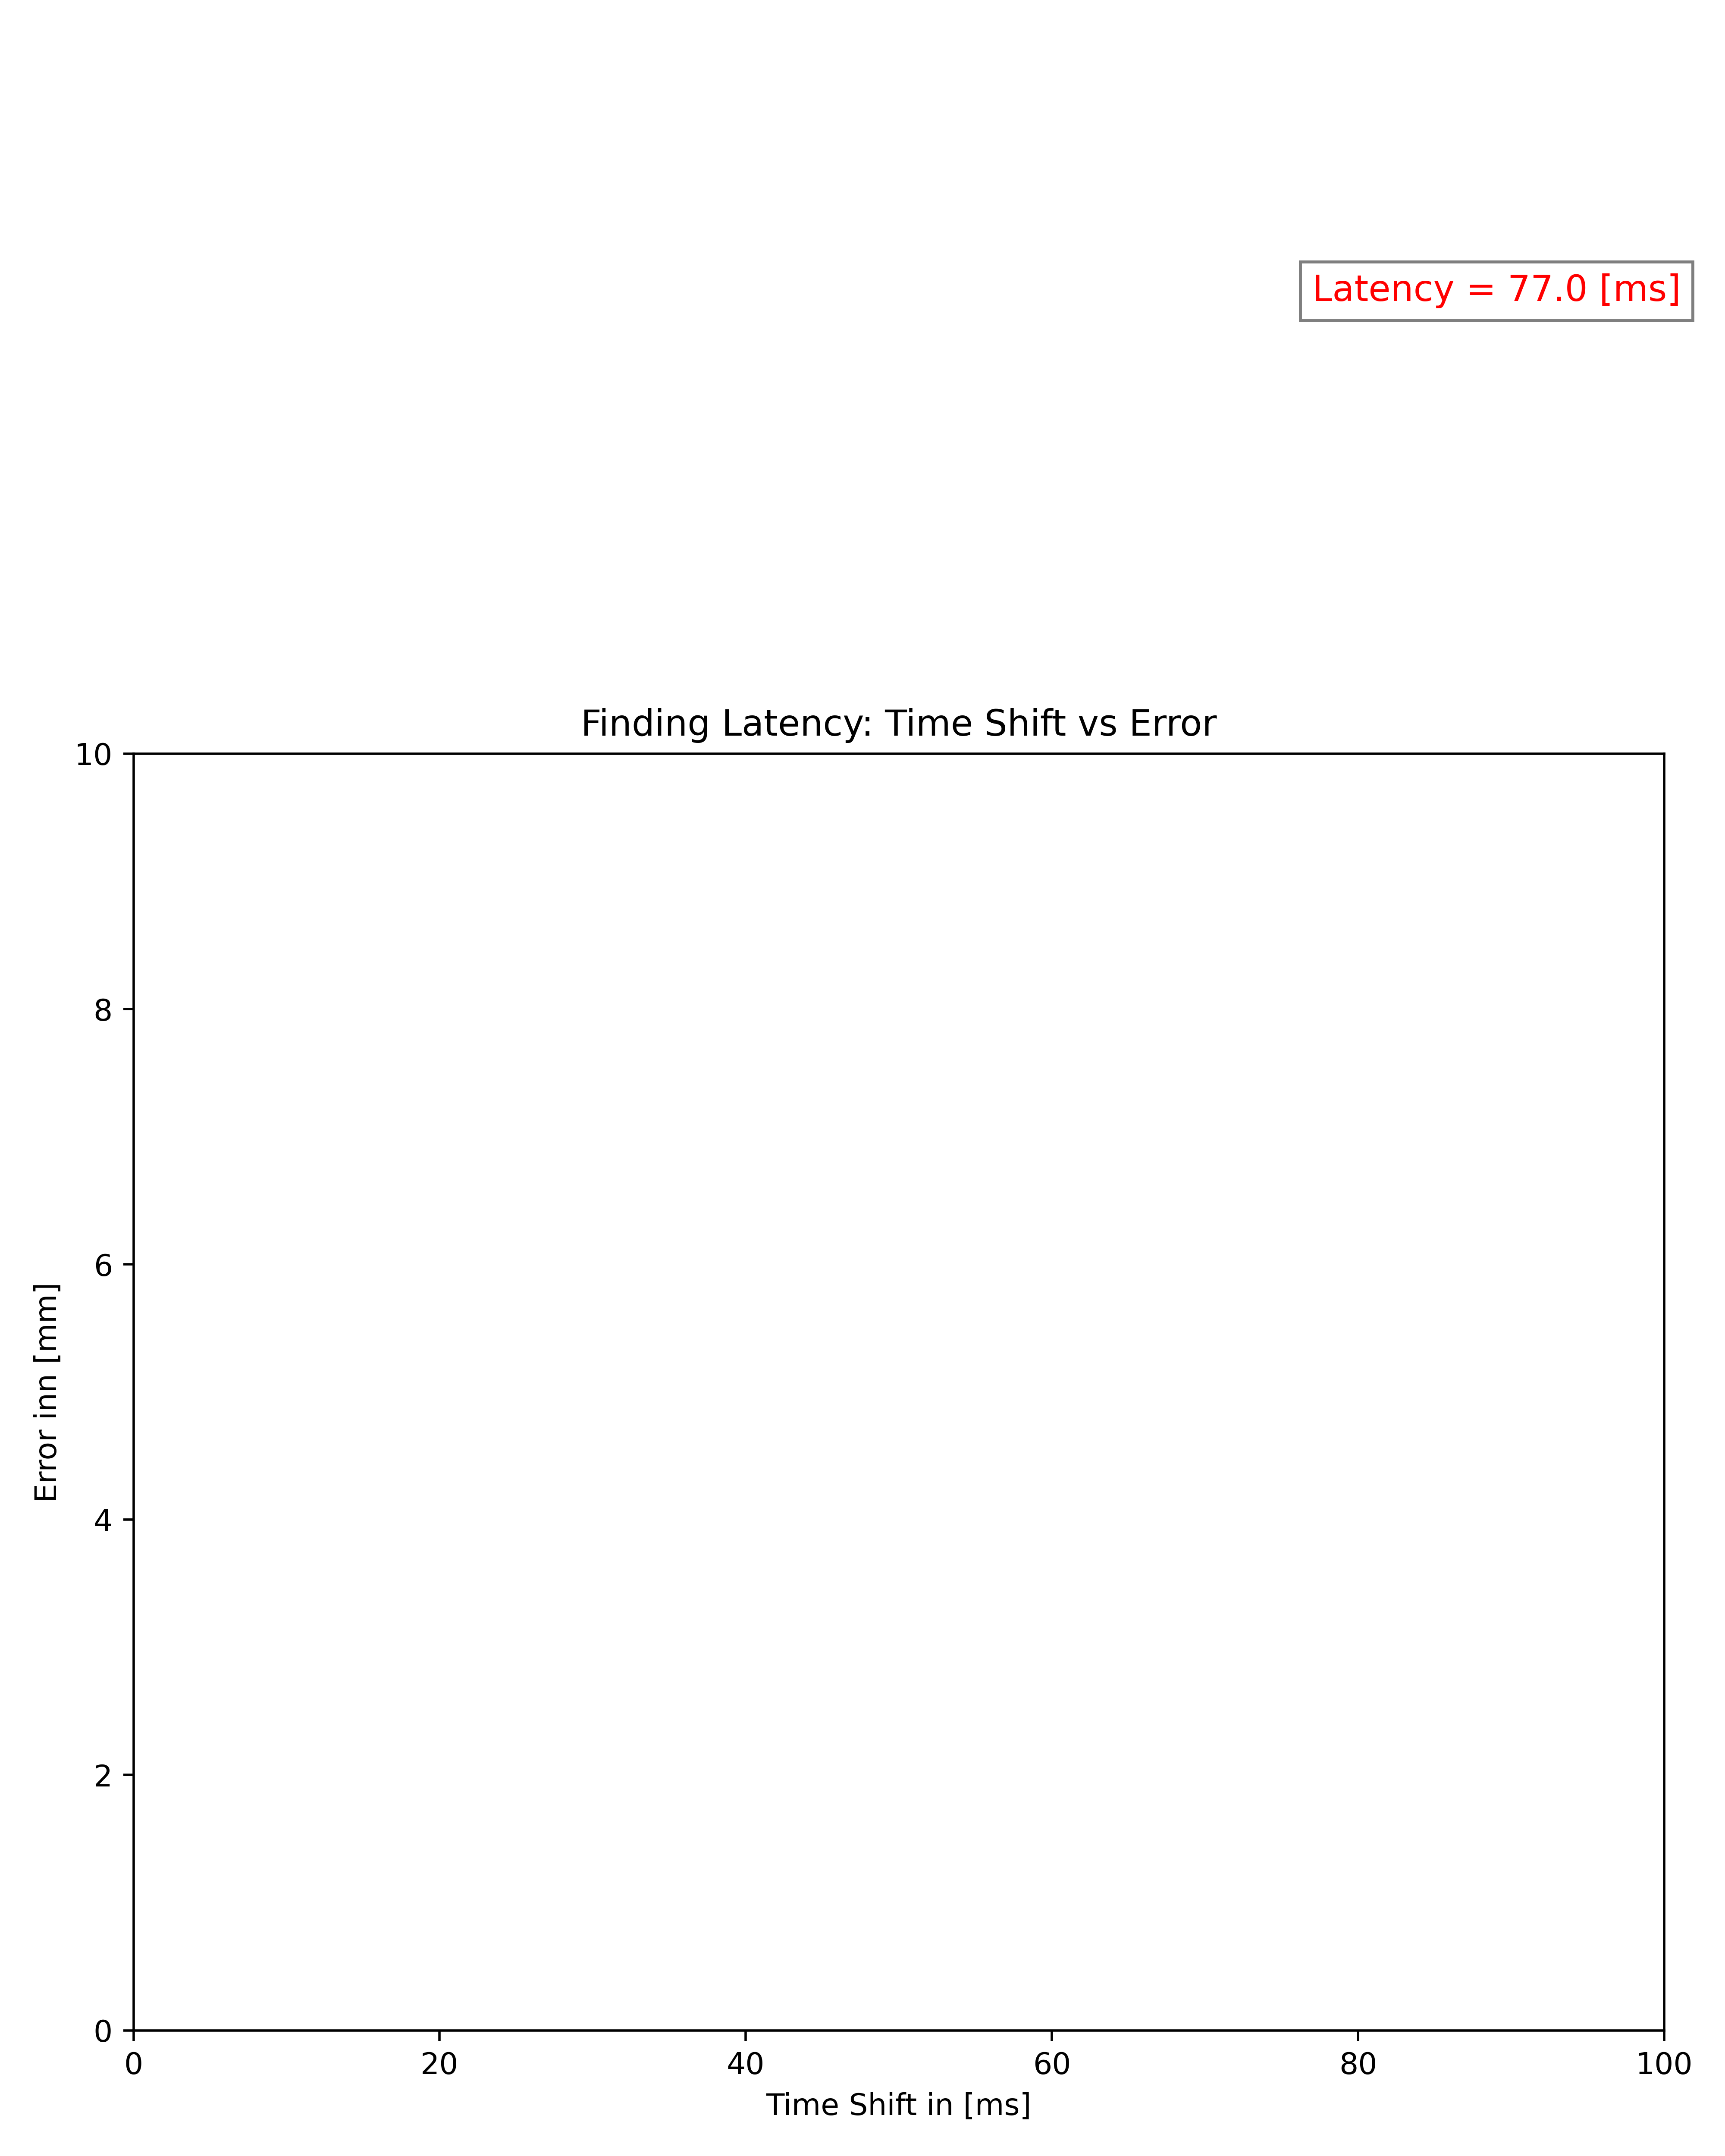 Latency = 77.0 [ms]
Finding Latency: Time Shift vs Error
10
8
6
4
2
0
Error inn [mm]
0 20 40 60 80 100
Time Shift in [ms]